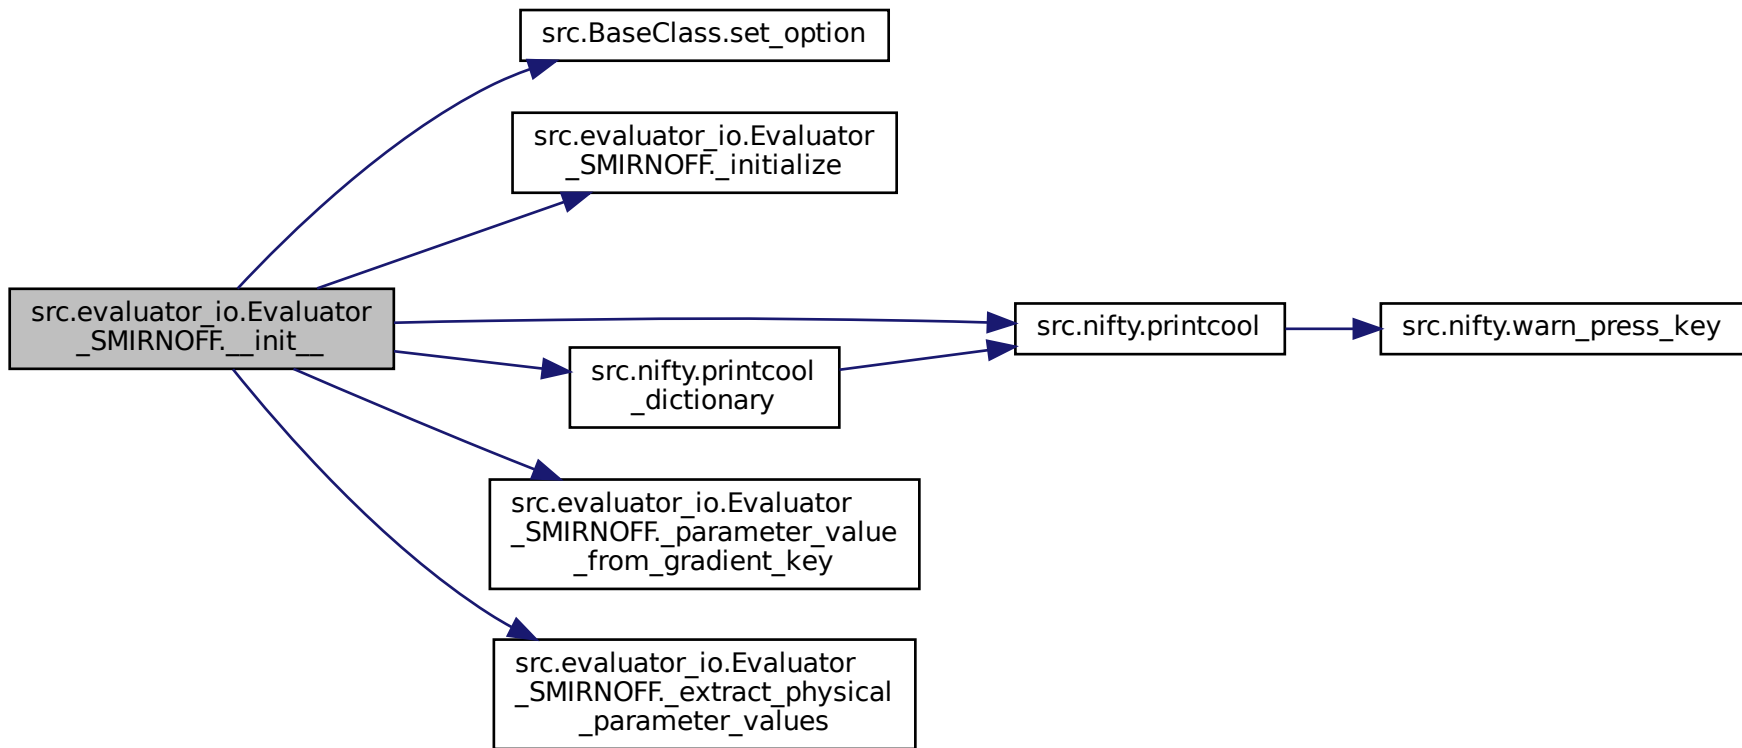 src.BaseClass.set_option
src.evaluator_io.Evaluator
_SMIRNOFF._initialize
src.evaluator_io.Evaluator
_SMIRNOFF.__init__
src.nifty.printcool
src.nifty.warn_press_key
src.nifty.printcool
_dictionary
src.evaluator_io.Evaluator
_SMIRNOFF._parameter_value
_from_gradient_key
src.evaluator_io.Evaluator
_SMIRNOFF._extract_physical
_parameter_values